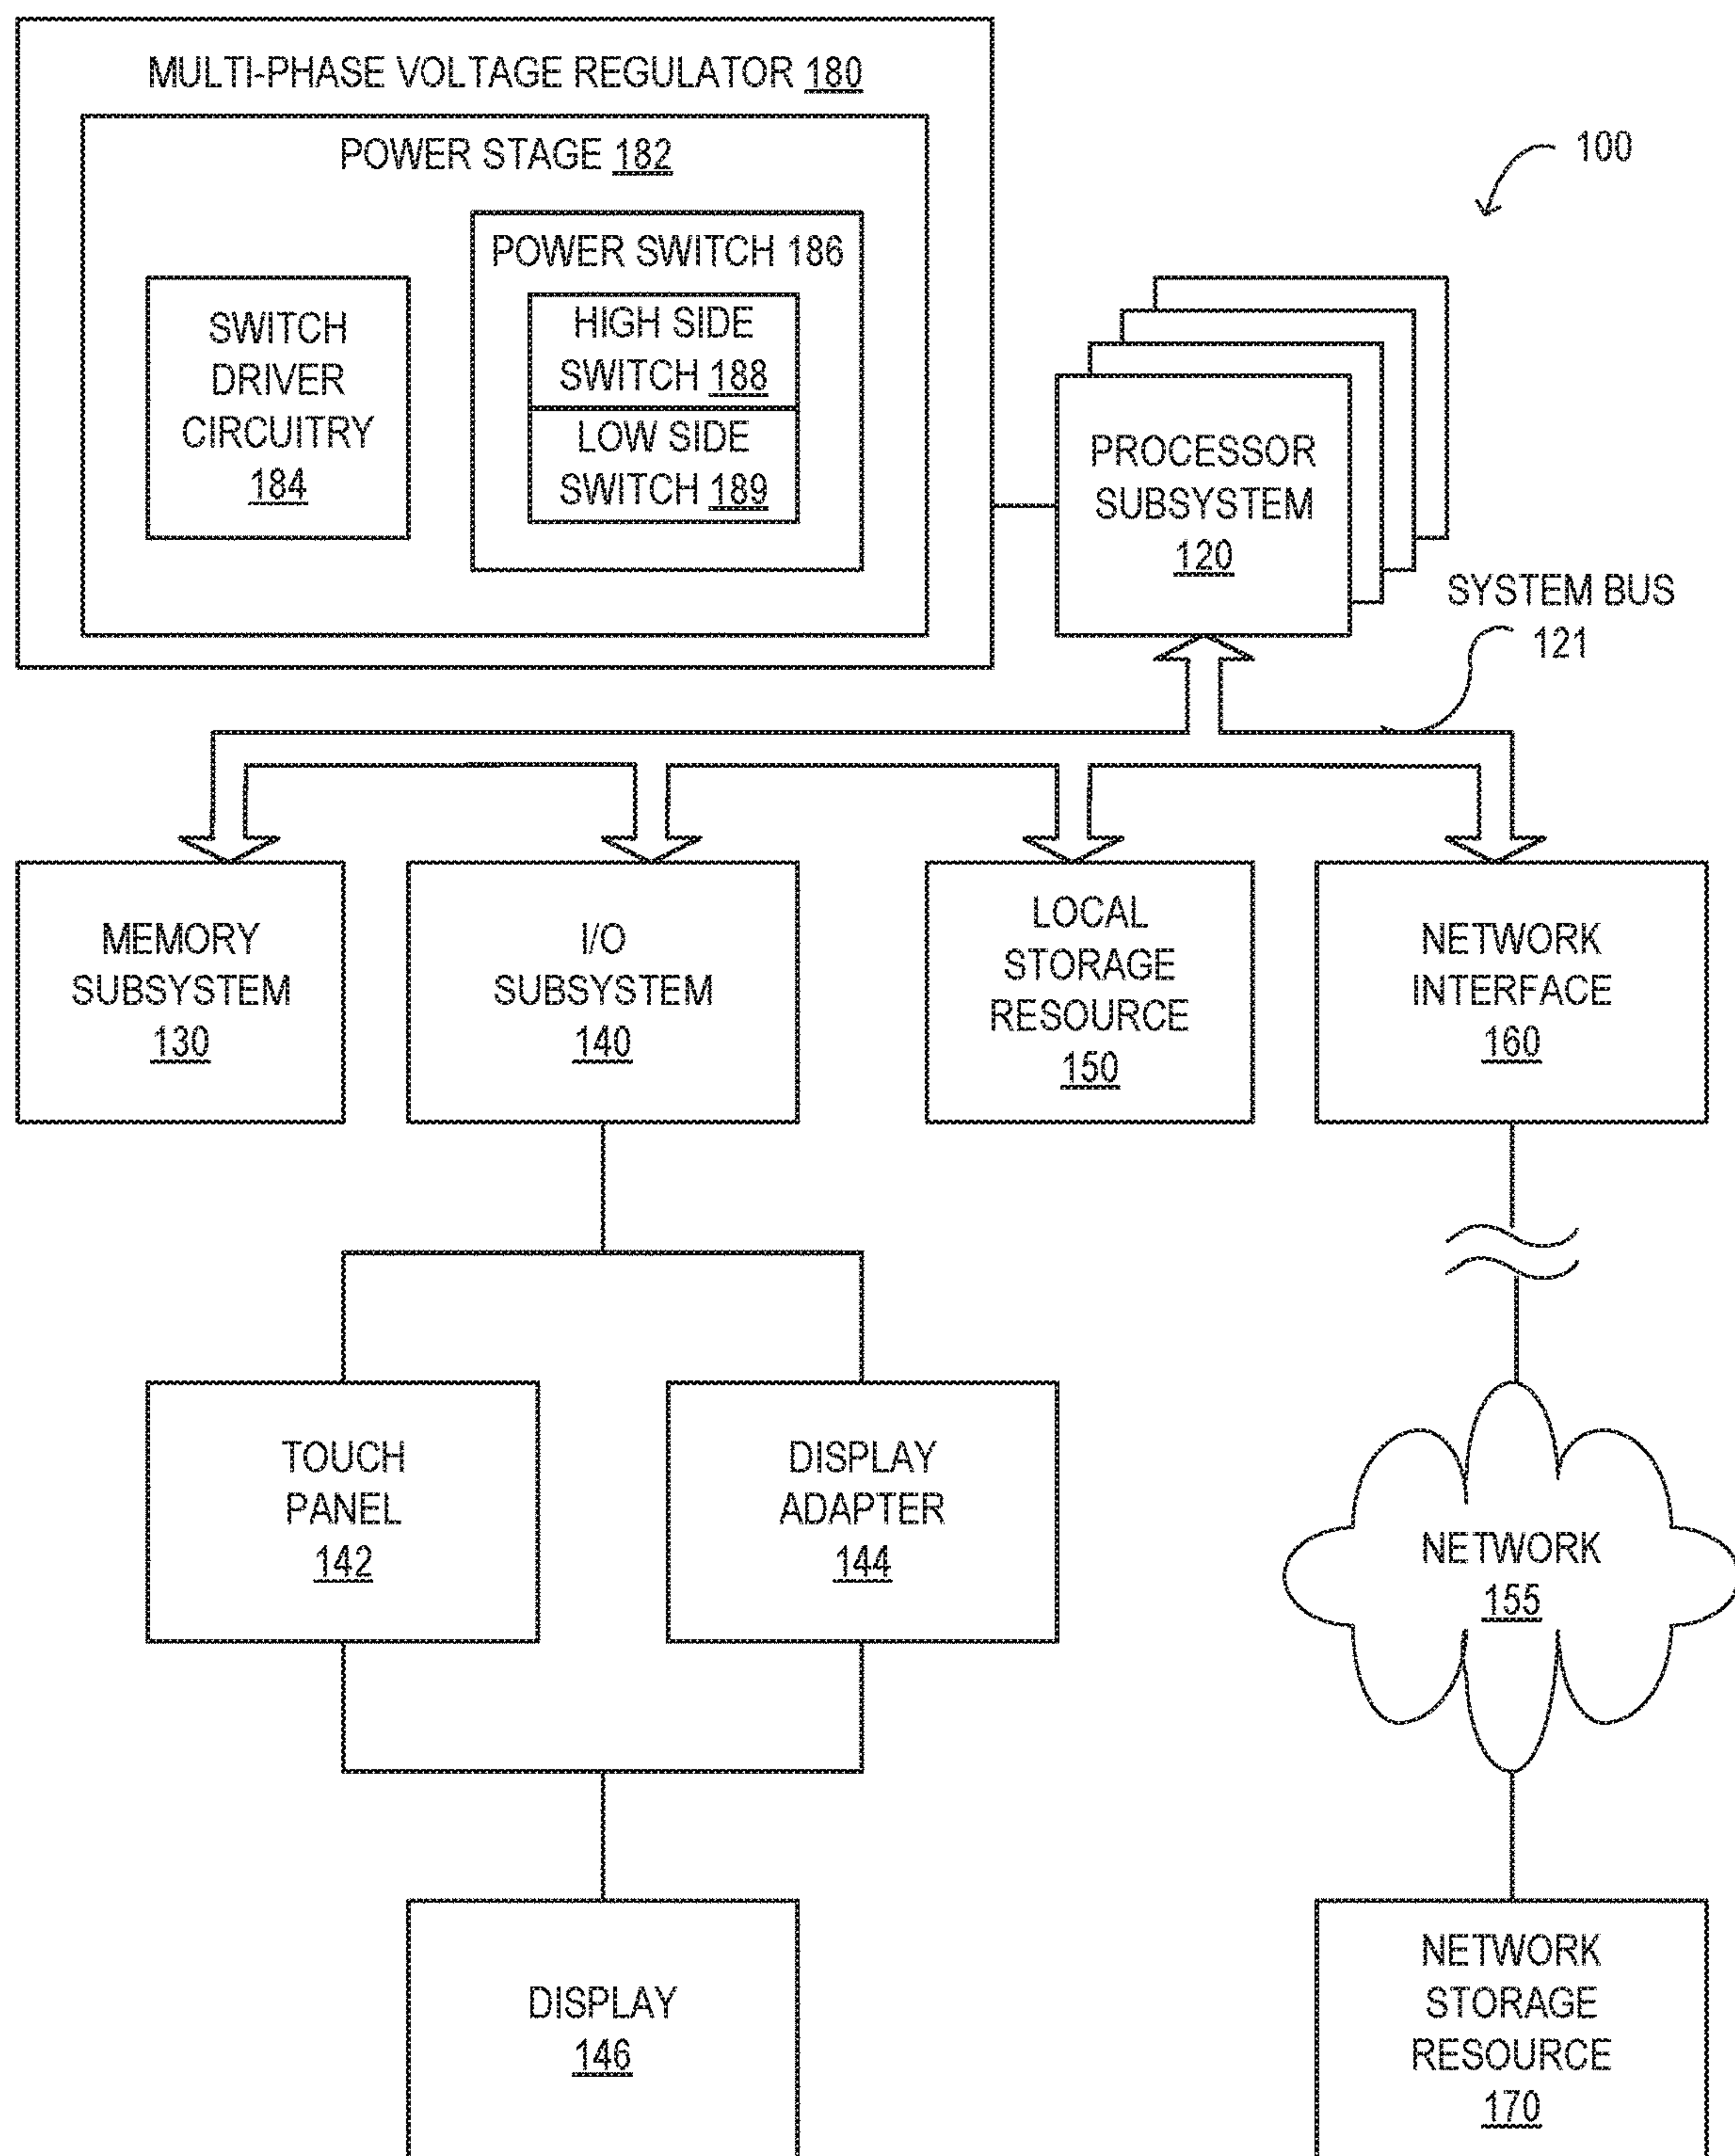 MULTI-PHASE VOLTAGE REGULATOR 180
POWER STAGE 182
100
POWER SWITCH 186
SWITCH
DRIVER
CIRCUITRY
184
HIGH SIDE
SWITCH 188
LOW SIDE
SWITCH 189
PROCESSOR
SUBSYSTEM
120
SYSTEM BUS
121
MEMORY
SUBSYSTEM
130
I/O
SUBSYSTEM
140
LOCAL
STORAGE
RESOURCE
150
NETWORK
INTERFACE
160
TOUCH
PANEL
142
DISPLAY
ADAPTER
144
NETWORK
155
DISPLAY
146
NETWORK
STORAGE
RESOURCE
170